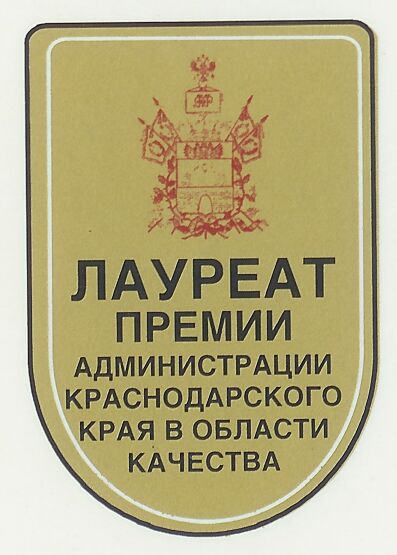 ЛАУРЕАТ
ПРЕМИИ
АДМИНИСТРАЦИИ
КРАСНОДАРСКОГО
КРАЯ В ОБЛАСТИ
КАЧЕСТВА